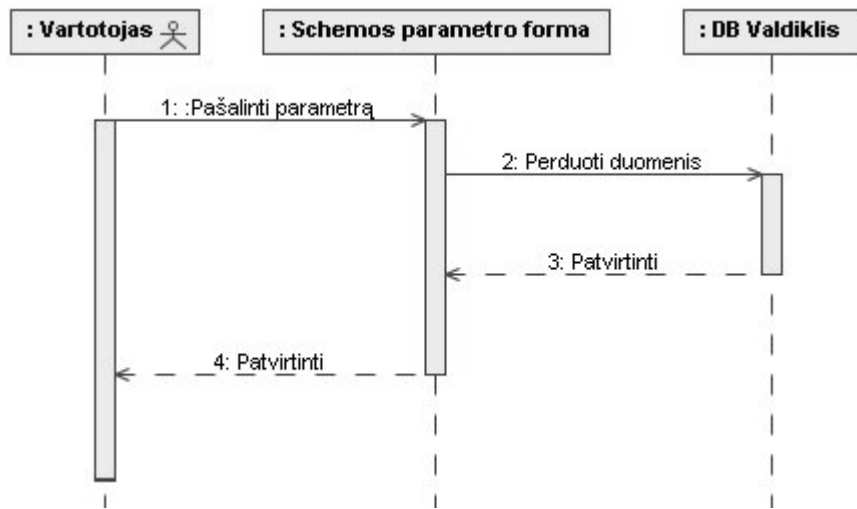 : Vartotojas
: Schemos parametro forma
: DB Valdiklis
1: :Pašalinti parametrą
2: Perduoti duomenis
3: Patvirtinti
4: Patvirtinti